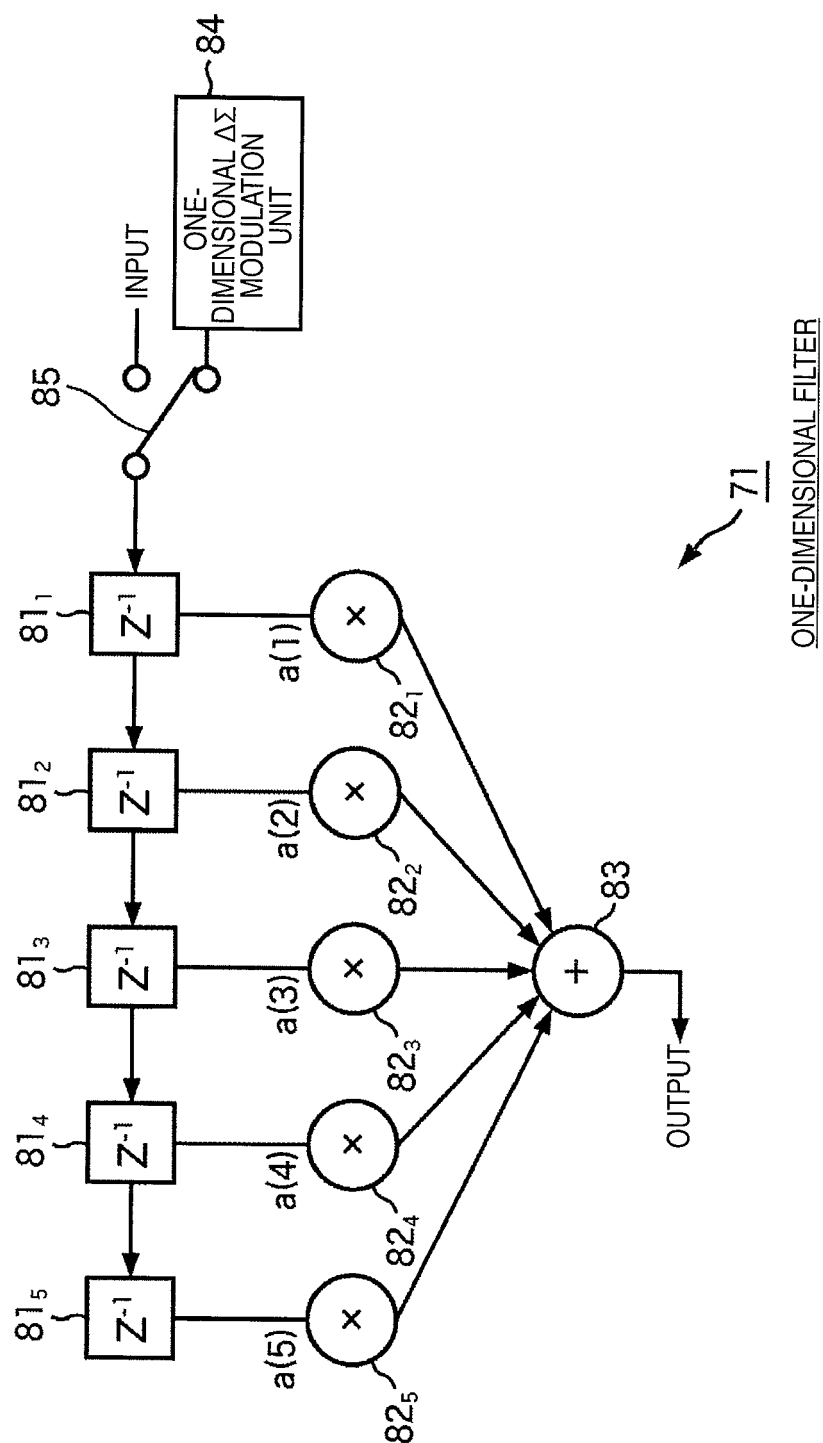 84
ONE-
DIMENSIONAL ΔΣ
MODULATION
UNIT
INPUT
85
81₁
Z⁻¹
81₂
Z⁻¹
81₃
Z⁻¹
81₄
Z⁻¹
81₅
Z⁻¹
a(1)
×
82₁
a(2)
×
82₂
a(3)
×
82₃
a(4)
×
82₄
a(5)
×
82₅
+
83
OUTPUT
71
ONE-DIMENSIONAL FILTER